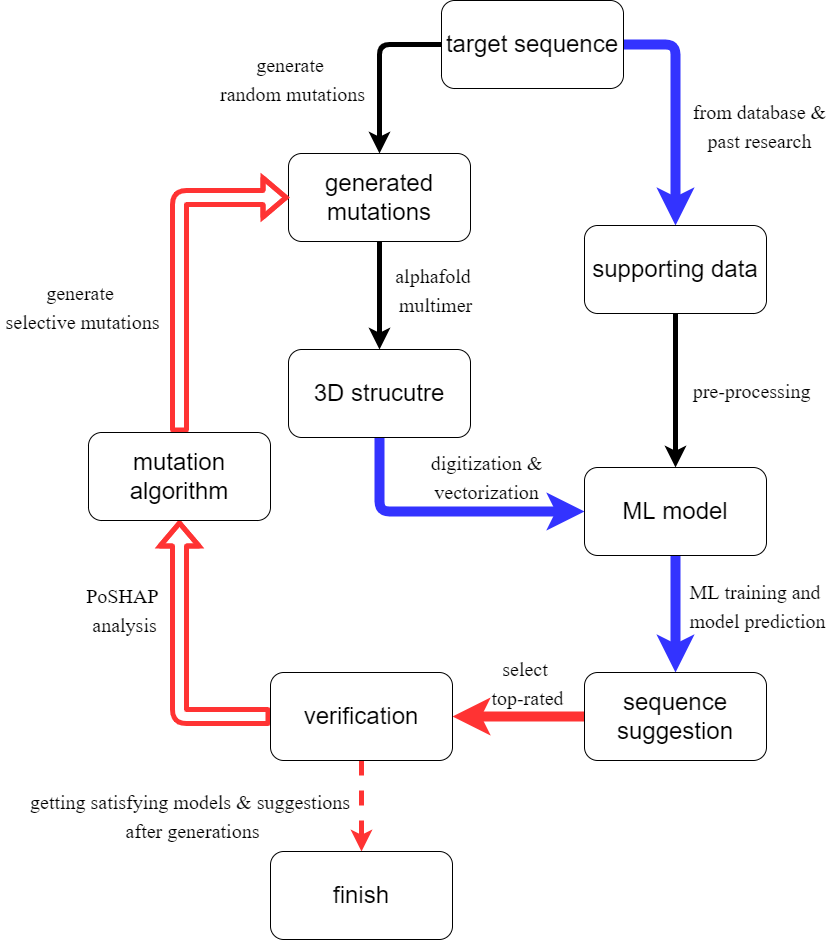 target sequence
generate
random mutations
from database &
past research
generated
mutations
supporting data
alphafold
multimer
generate
selective mutations
3D strucutre
pre-processing
mutation
algorithm
digitization &
vectorization
ML model
PoSHAP
analysis
ML training and
model prediction
select
top-rated
verification
sequence
suggestion
getting satisfying models & suggestions
after generations
finish